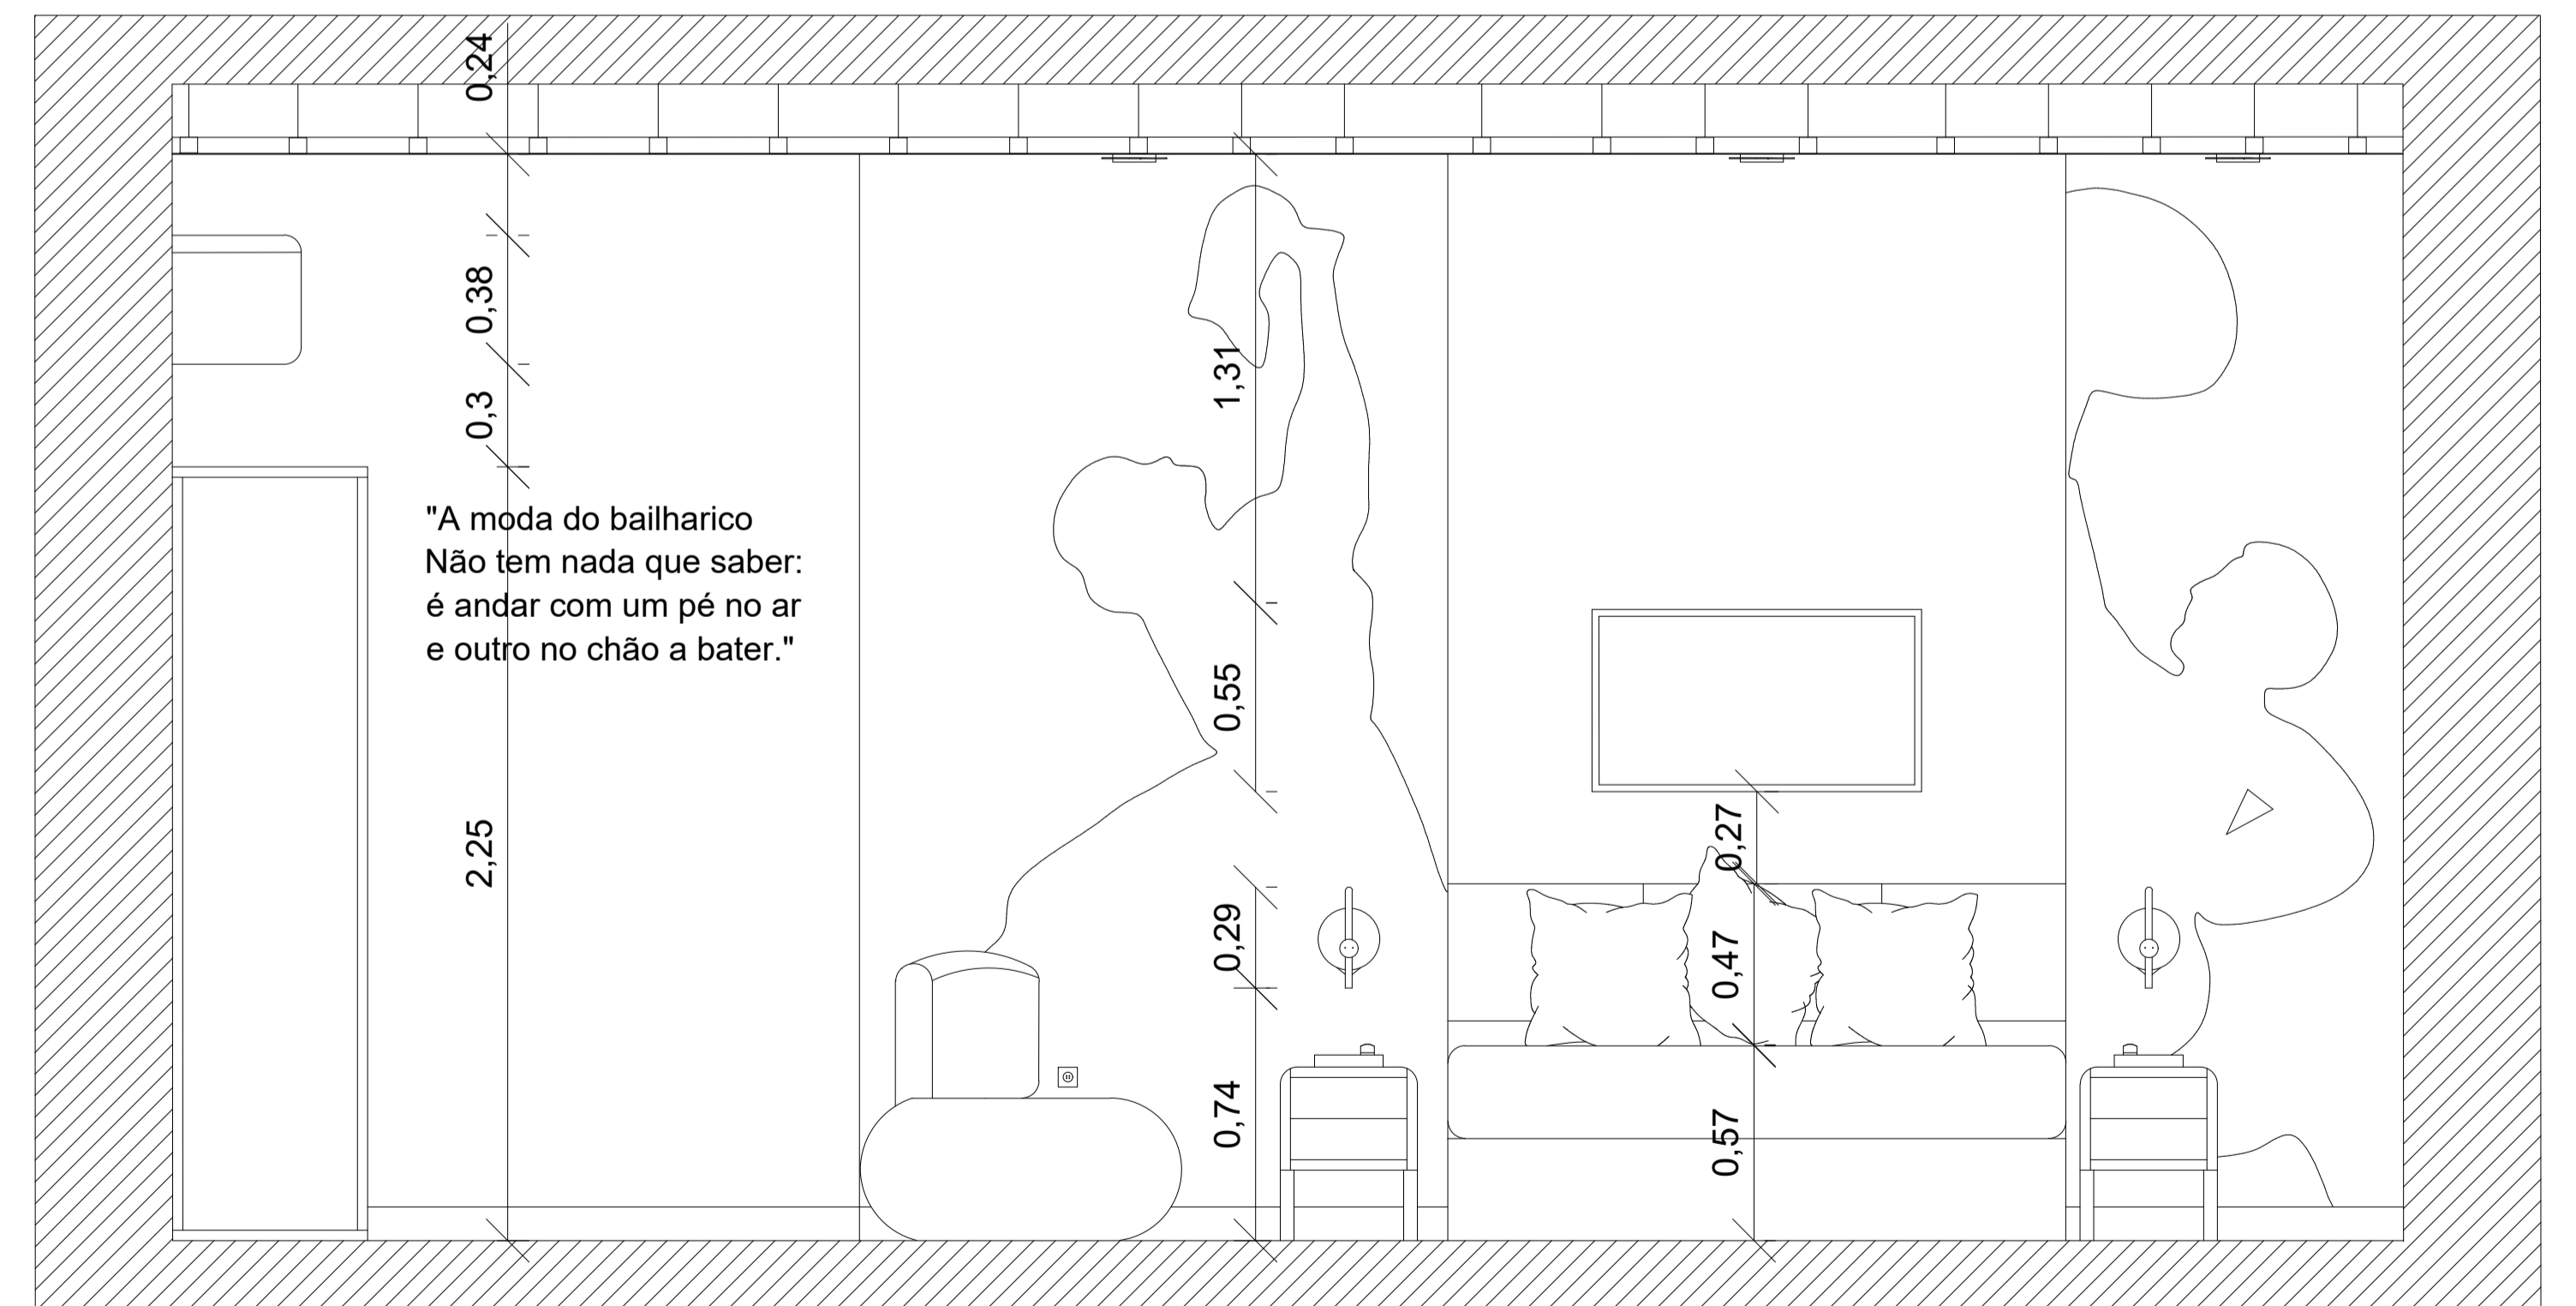 0,24
0,38
0,3
2,25
"A moda do bailharico
Não tem nada que saber:
é andar com um pé no ar
e outro no chão a bater."
1,31
0,55
0,29
0,74
0,27
0,47
0,57